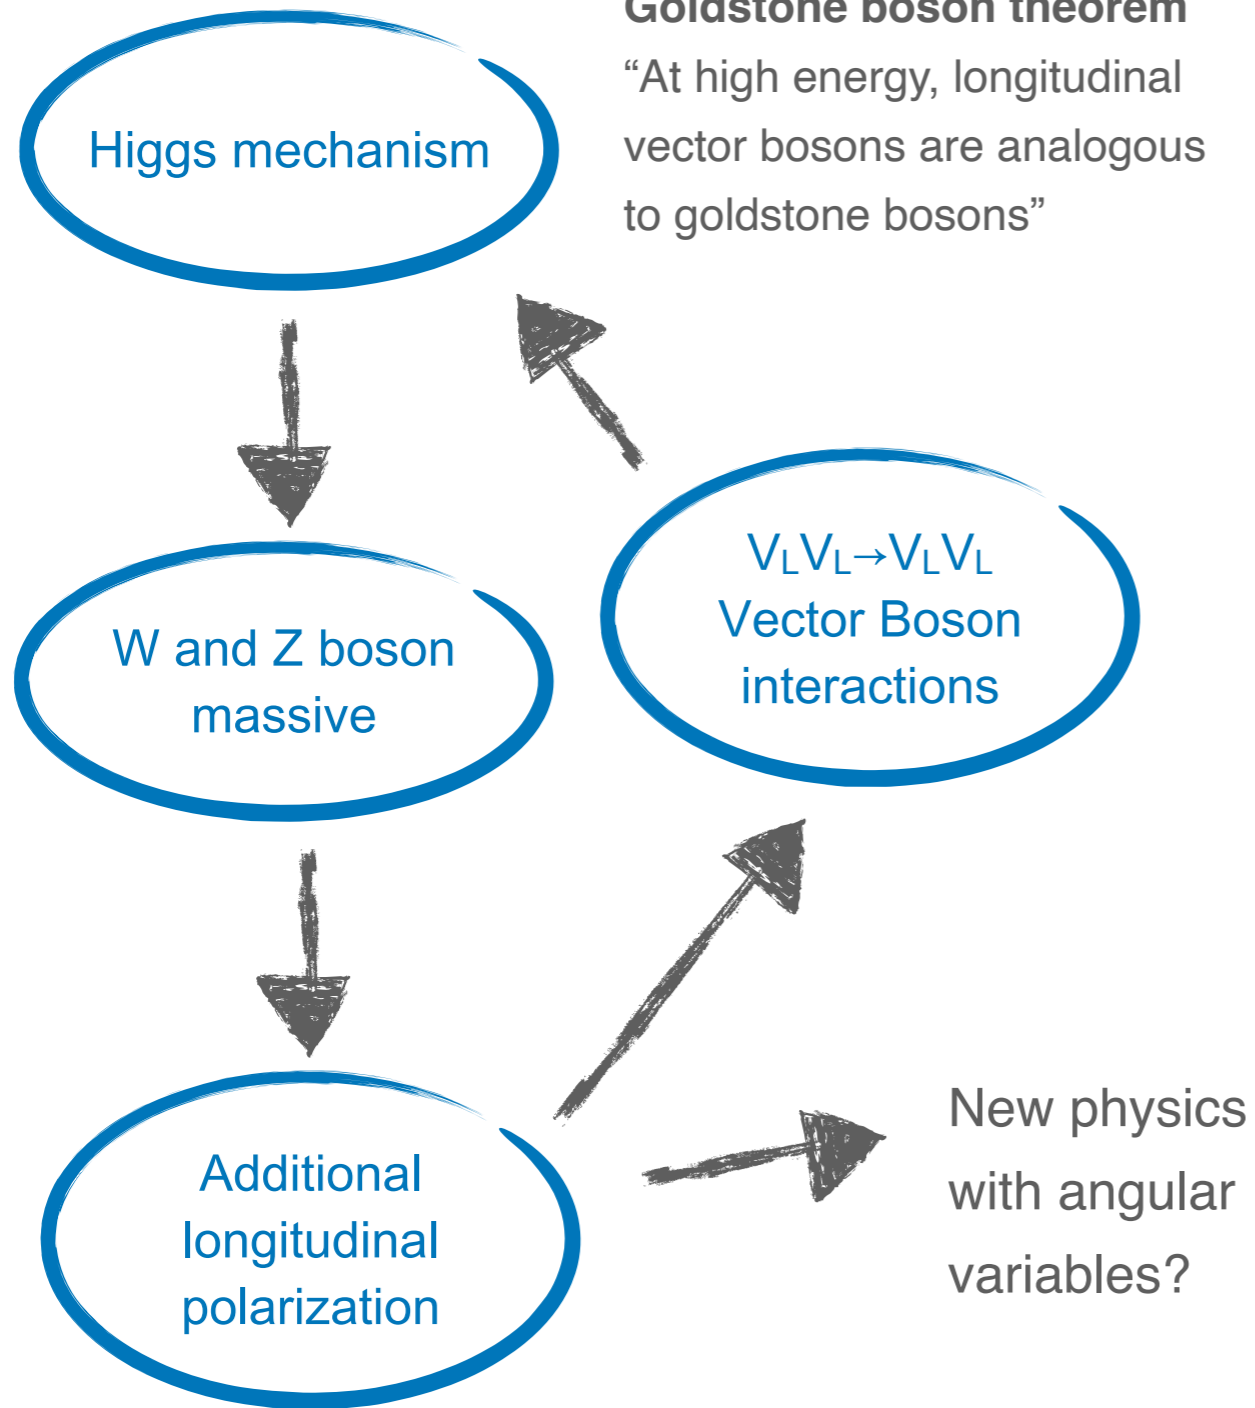 Goldstone boson theorem
“At high energy, longitudinal
vector bosons are analogous
to goldstone bosons”
Higgs mechanism
W and Z boson
massive
VLVL→VLVL
Vector Boson
interactions
Additional
longitudinal
polarization
New physics
with angular
variables?